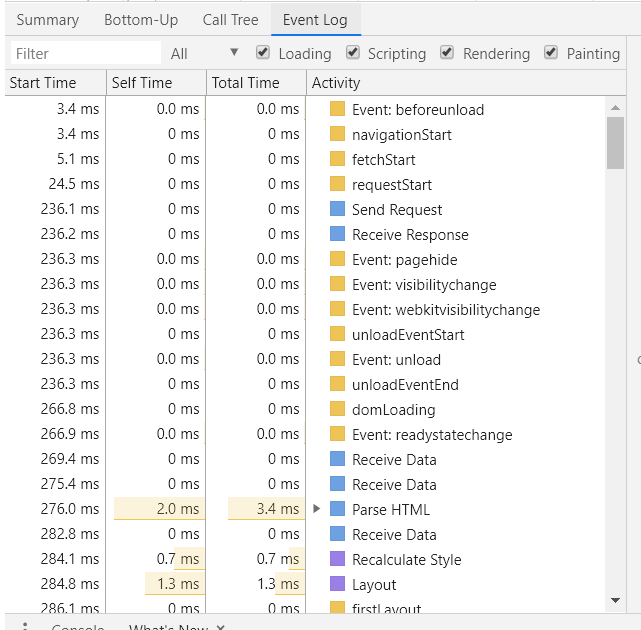 Summary Bottom-Up Call Tree Event Log
Filter All Loading Scripting Rendering Painting
Start Time Self Time Total Time Activity
3.4 ms 0.0 ms 0.0 ms Event: beforeunload
3.4 ms 0 ms 0 ms navigationStart
5.1 ms 0 ms 0 ms fetchStart
24.5 ms 0 ms 0 ms requestStart
236.1 ms 0 ms 0 ms Send Request
236.2 ms 0 ms 0 ms Receive Response
236.3 ms 0.0 ms 0.0 ms Event: pagehide
236.3 ms 0.0 ms 0.0 ms Event: visibilitychange
236.3 ms 0.0 ms 0.0 ms Event: webkitvisibilitychange
236.3 ms 0 ms 0 ms unloadEventStart
236.3 ms 0.0 ms 0.0 ms Event: unload
236.3 ms 0 ms 0 ms unloadEventEnd
266.8 ms 0 ms 0 ms domLoading
266.9 ms 0.0 ms 0.0 ms Event: readystatechange
269.4 ms 0 ms 0 ms Receive Data
275.4 ms 0 ms 0 ms Receive Data
276.0 ms 2.0 ms 3.4 ms Parse HTML
282.8 ms 0 ms 0 ms Receive Data
284.1 ms 0.7 ms 0.7 ms Recalculate Style
284.8 ms 1.3 ms 1.3 ms Layout
286.1 ms 0 ms 0 ms firstLayout
Console What's New